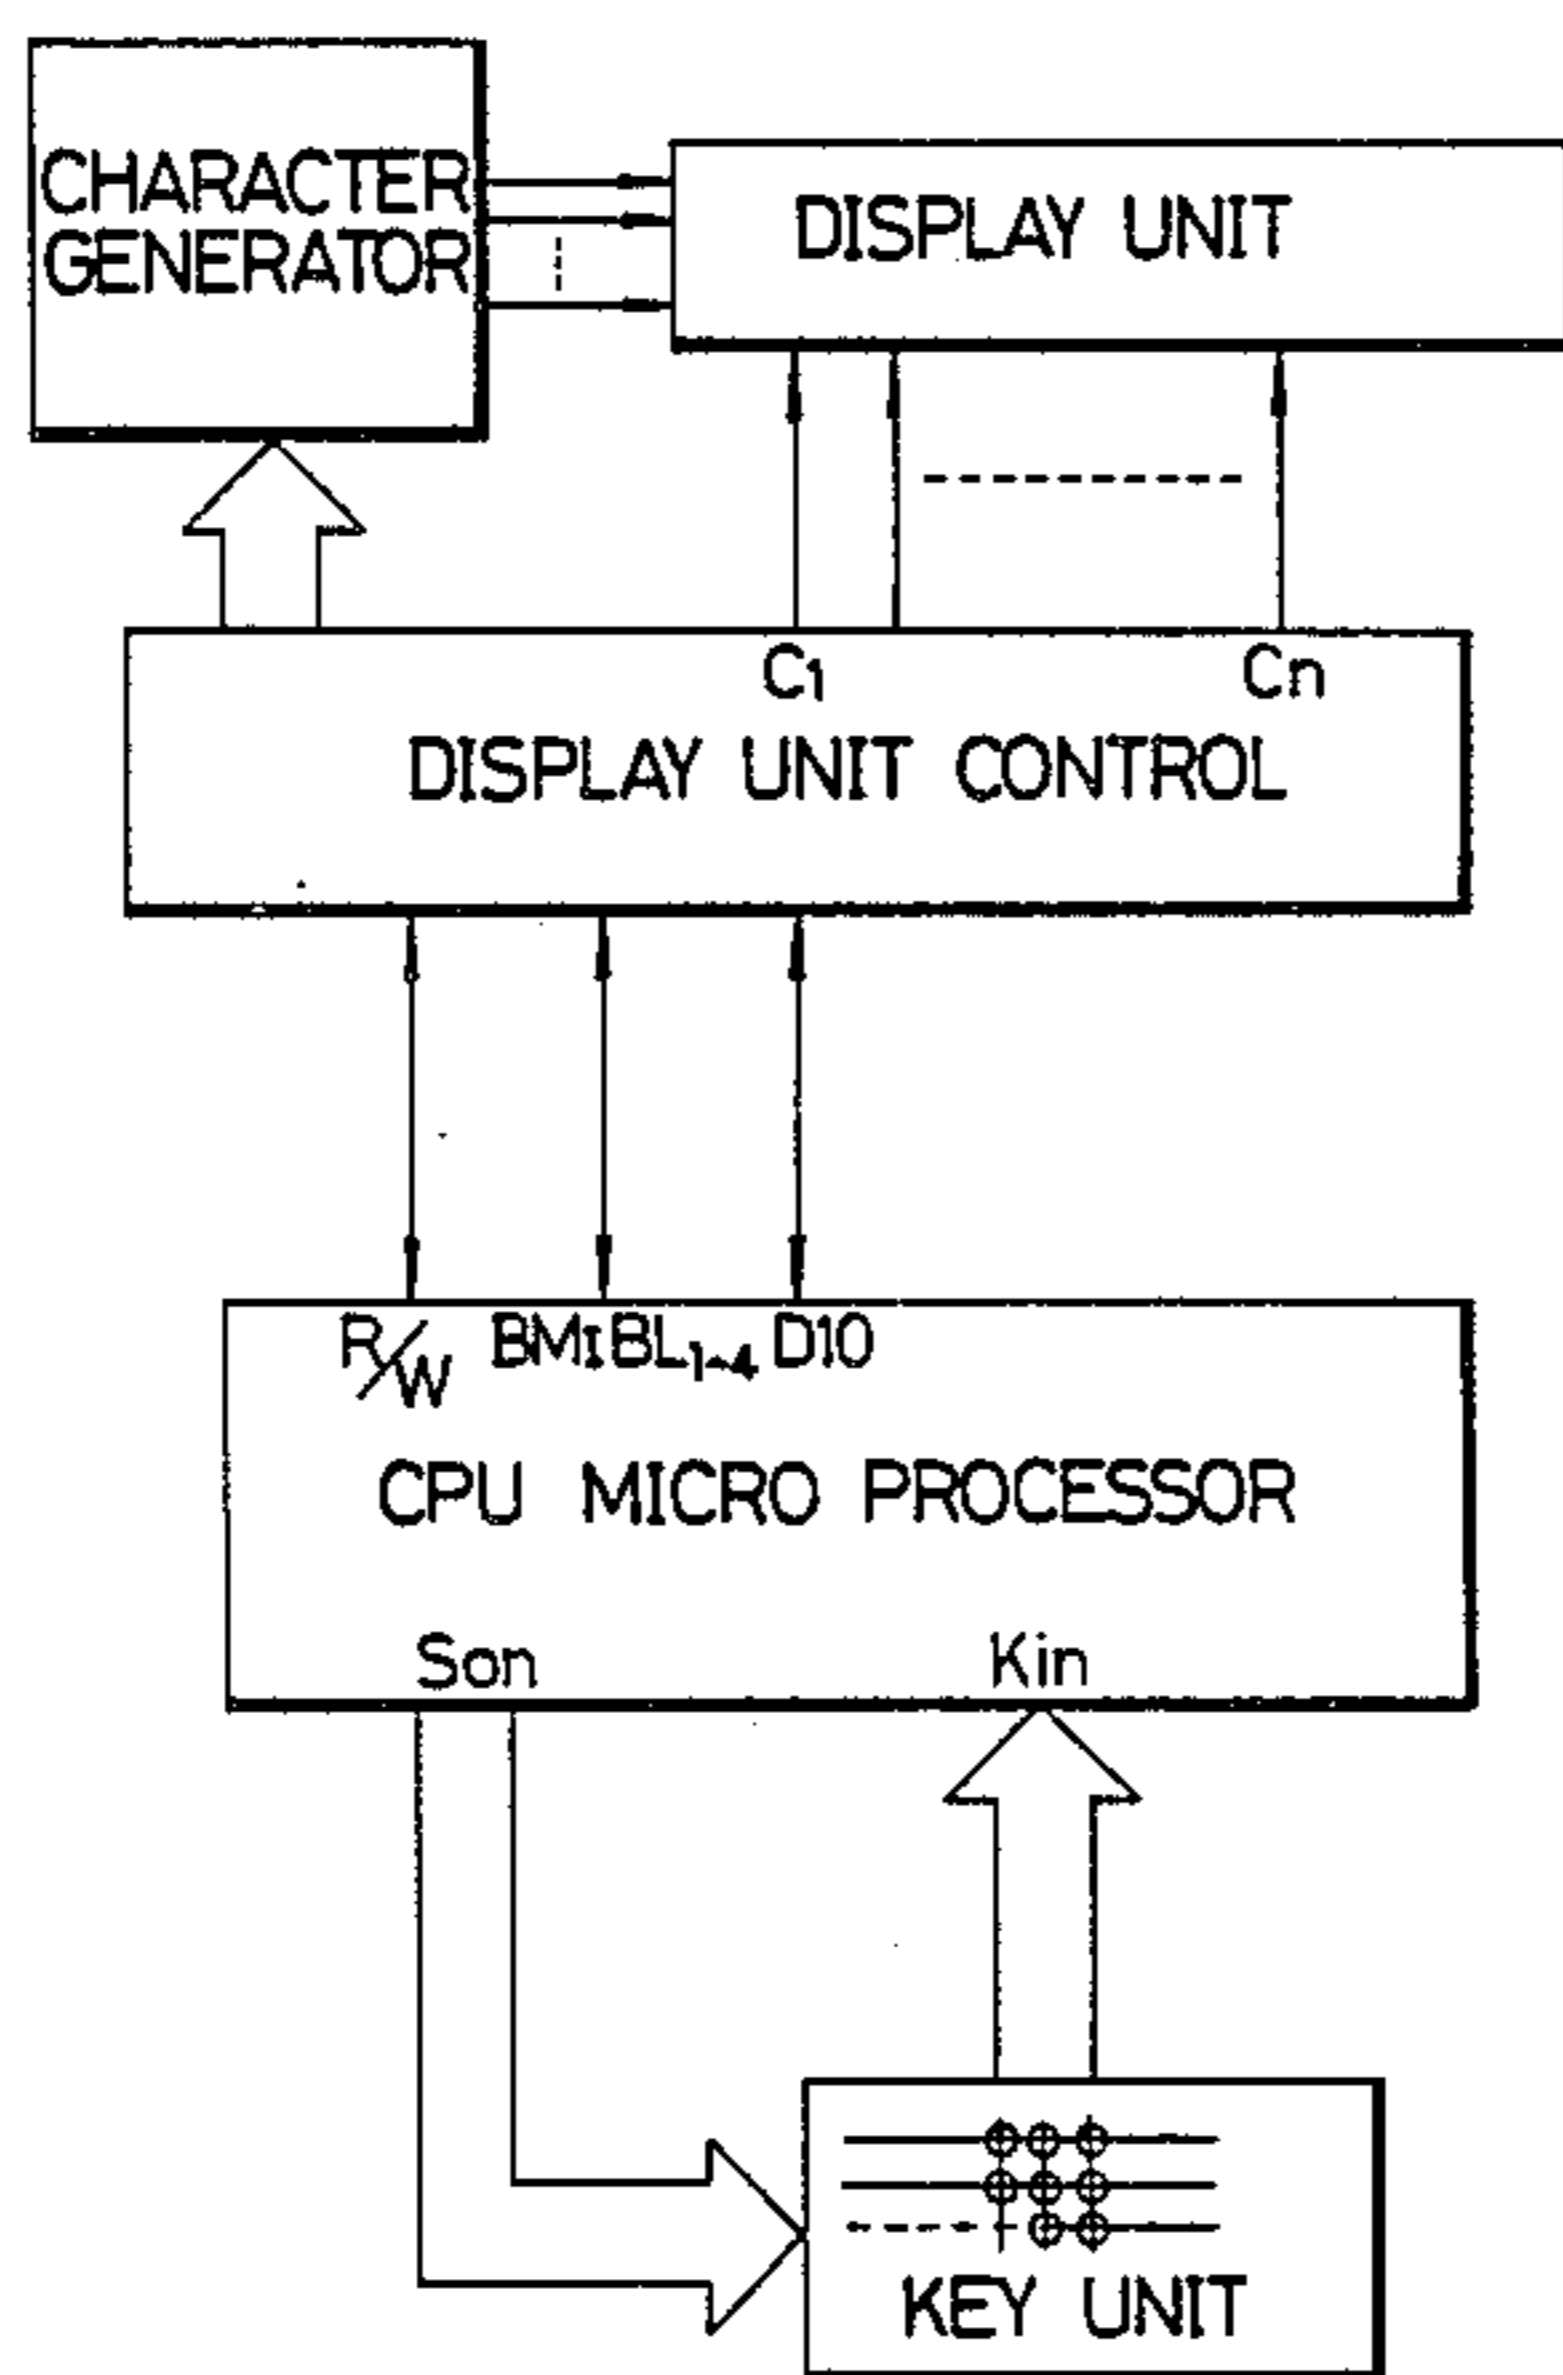 CHARACTER
GENERATOR
DISPLAY UNIT
C1 Cn
DISPLAY UNIT CONTROL
R/W BMIBL1-4 D10
CPU MICRO PROCESSOR
Son Kin
KEY UNIT